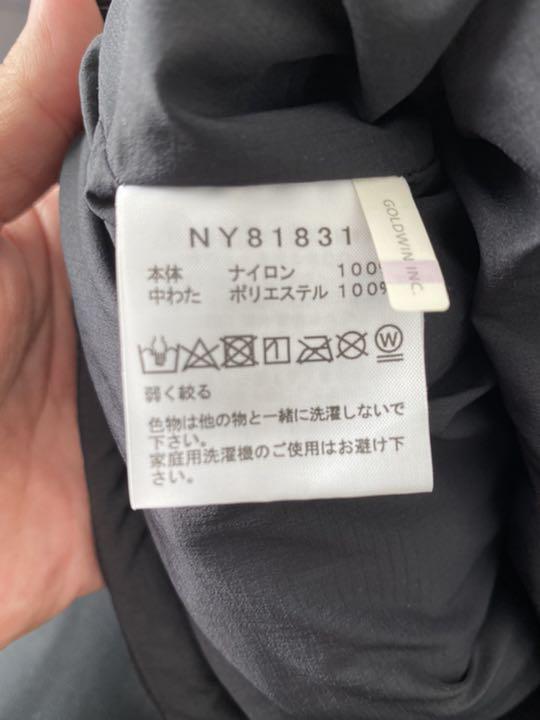 NY81831
GOLDWIN INC.
本体 ナイロン 100%
中わた ポリエステル 100%
W
弱く絞る
色物は他の物と一緒に洗濯しないで
下さい。
家庭用洗濯機のご使用はお避け下
さい。